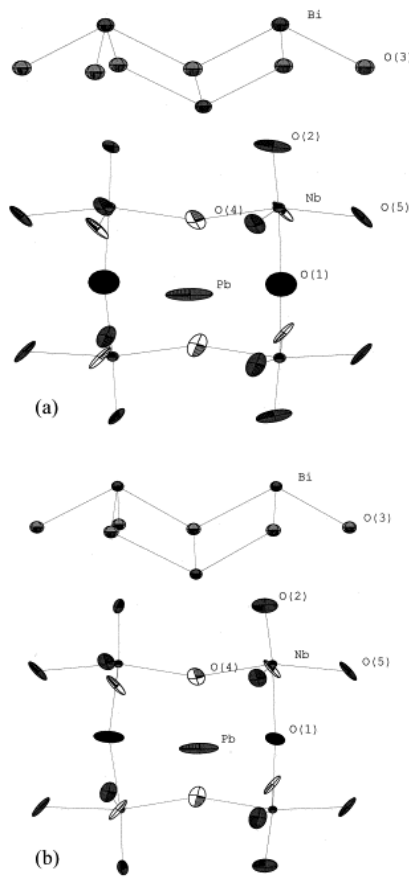 Bi
O(3)
O(2)
O(4)
Nb
O(5)
Pb
O(1)
(a)
Bi
O(3)
O(2)
Nb
O(4)
O(5)
O(1)
Pb
(b)